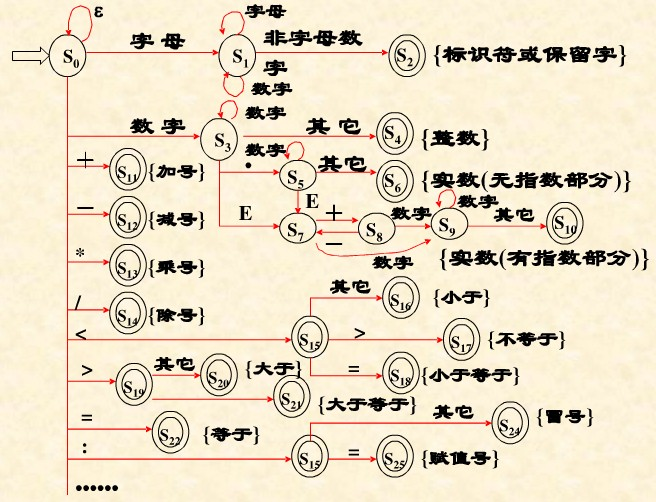 ε
字母
S0
字母
S1
非字母数
字
S2
{标识符或保留字}
数字
数字
数字
S3
其它
S4
{整数}
+
S11
{加号}
.
数字
S5
其它
S6
{实数(无指数部分)}
E
E
S7
+
−
S8
数字
S9
数字
其它
S10
数字
{实数(有指数部分)}
−
S12
{减号}
*
S13
{乘号}
/
S14
{除号}
<
S15
其它
S16
{小于}
>
S17
{不等于}
=
S18
{小于等于}
>
S19
其它
S20
{大于}
S21
{大于等于}
=
S22
{等于}
:
S15
其它
S24
{冒号}
=
S25
{赋值号}
••••••